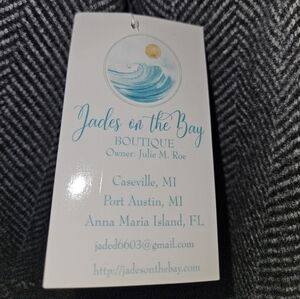 Jades on the Bay
BOUTIQUE
Owner: Julie M. Roe
Caseville, MI
Port Austin, MI
Anna Maria Island, FL
jaded6603@gmail.com
http://jadesonthebay.com